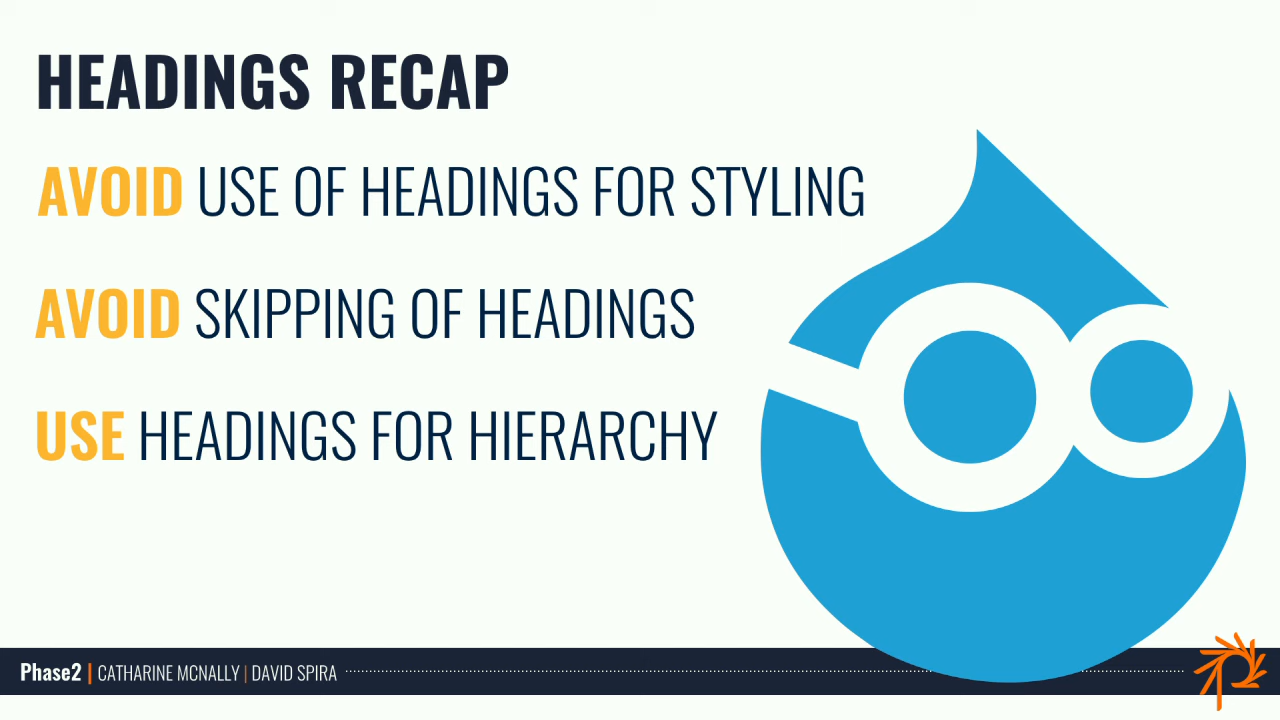 HEADINGS RECAP
AVOID USE OF HEADINGS FOR STYLING
AVOID SKIPPING OF HEADINGS
USE HEADINGS FOR HIERARCHY
Phase2 | CATHARINE MCNALLY | DAVID SPIRA